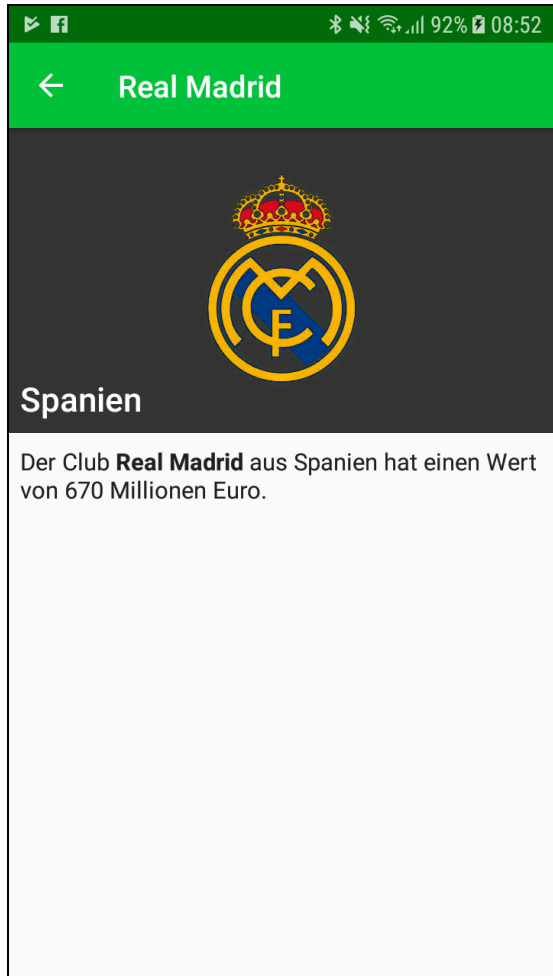 92% 08:52
Real Madrid
Spanien
Der Club Real Madrid aus Spanien hat einen Wert
von 670 Millionen Euro.